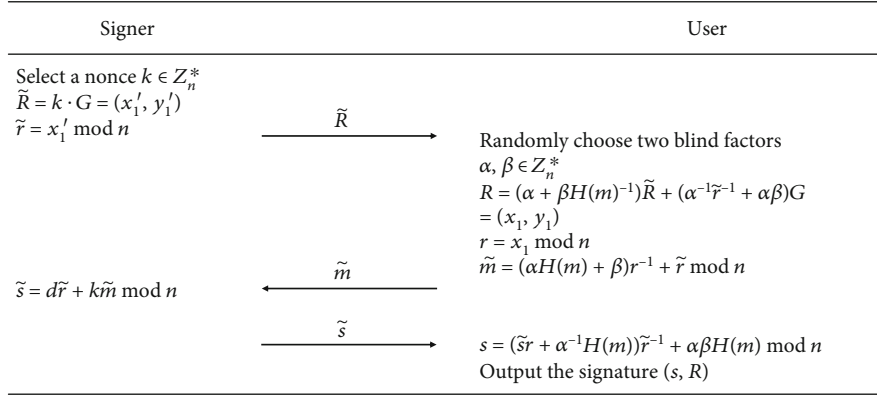 Signer
User
Select a nonce k ∈ Z_n^*
R̃ = k · G = (x_1′, y_1′)
r̃ = x_1′ mod n
R̃
Randomly choose two blind factors
α, β ∈ Z_n^*
R = (α + βH(m)^{-1})R̃ + (α^{-1}r̃^{-1} + αβ)G
= (x_1, y_1)
r = x_1 mod n
m̃ = (αH(m) + β)r^{-1} + r̃ mod n
m̃
s̃ = dr̃ + km̃ mod n
s̃
s = (s̃r + α^{-1}H(m))r̃^{-1} + αβH(m) mod n
Output the signature (s, R)